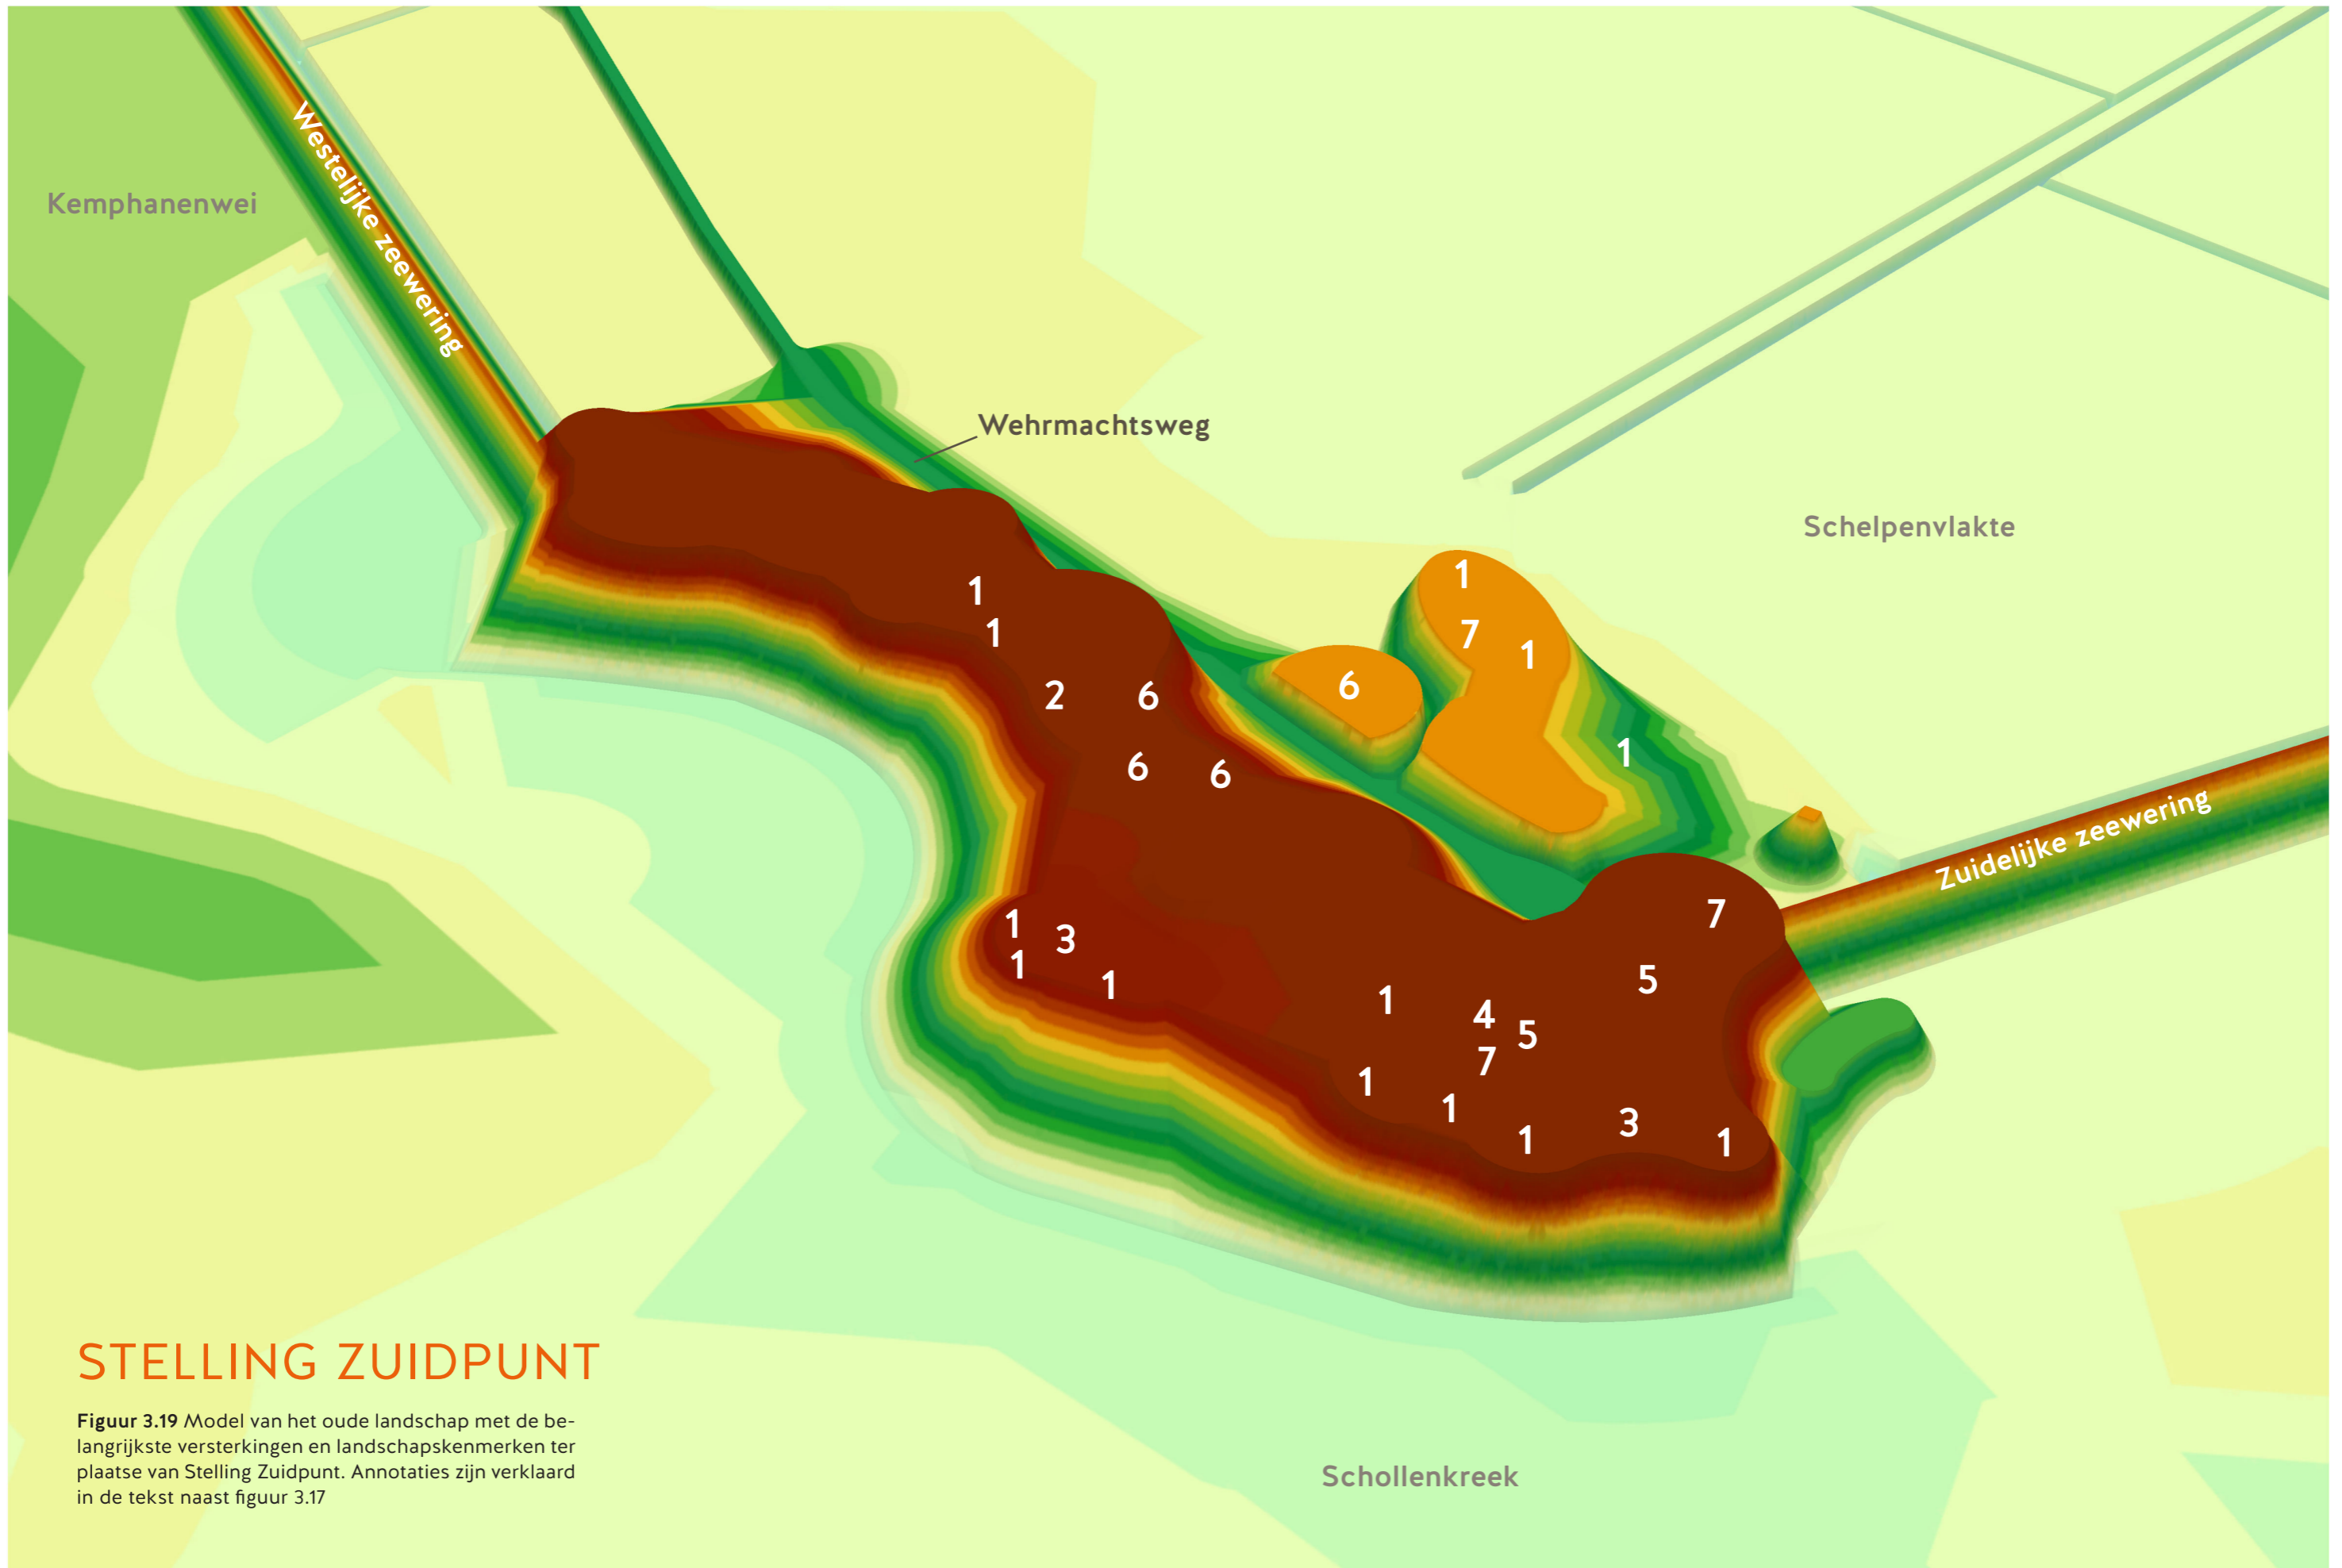 Westelijke zeewering
Kemphanenwei
Wehrmachtsweg
Schelpenvlakte
1
1
7
1
1
2
6
6
6
6
1
Zuidelijke zeewering
1
3
1
1
7
5
1
4
5
7
1
1
1
3
1
STELLING ZUIDPUNT
Figuur 3.19 Model van het oude landschap met de be-
langrijkste versterkingen en landschapskenmerken ter
plaatse van Stelling Zuidpunt. Annotaties zijn verklaard
in de tekst naast figuur 3.17
Schollenkreek